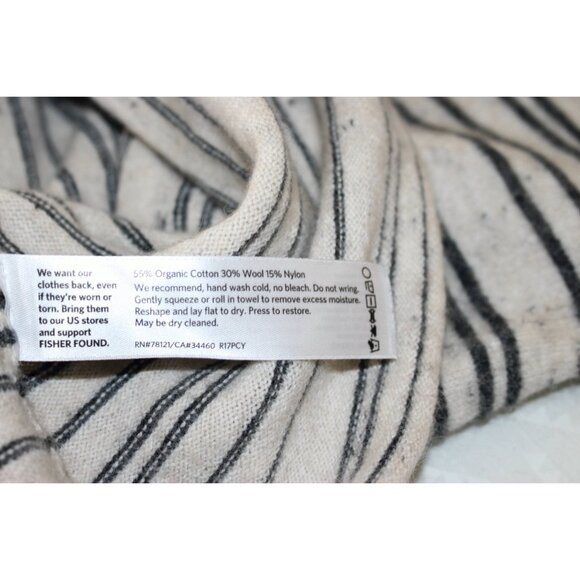 We want our
clothes back, even
if they're worn or
torn. Bring them
to our US stores
and support
FISHER FOUND.
55% Organic Cotton 30% Wool 15% Nylon
We recommend, hand wash cold, no bleach. Do not wring.
Gently squeeze or roll in towel to remove excess moisture.
Reshape and lay flat to dry. Press to restore.
May be dry cleaned.
RN#78121/CA#34460 R17PCY